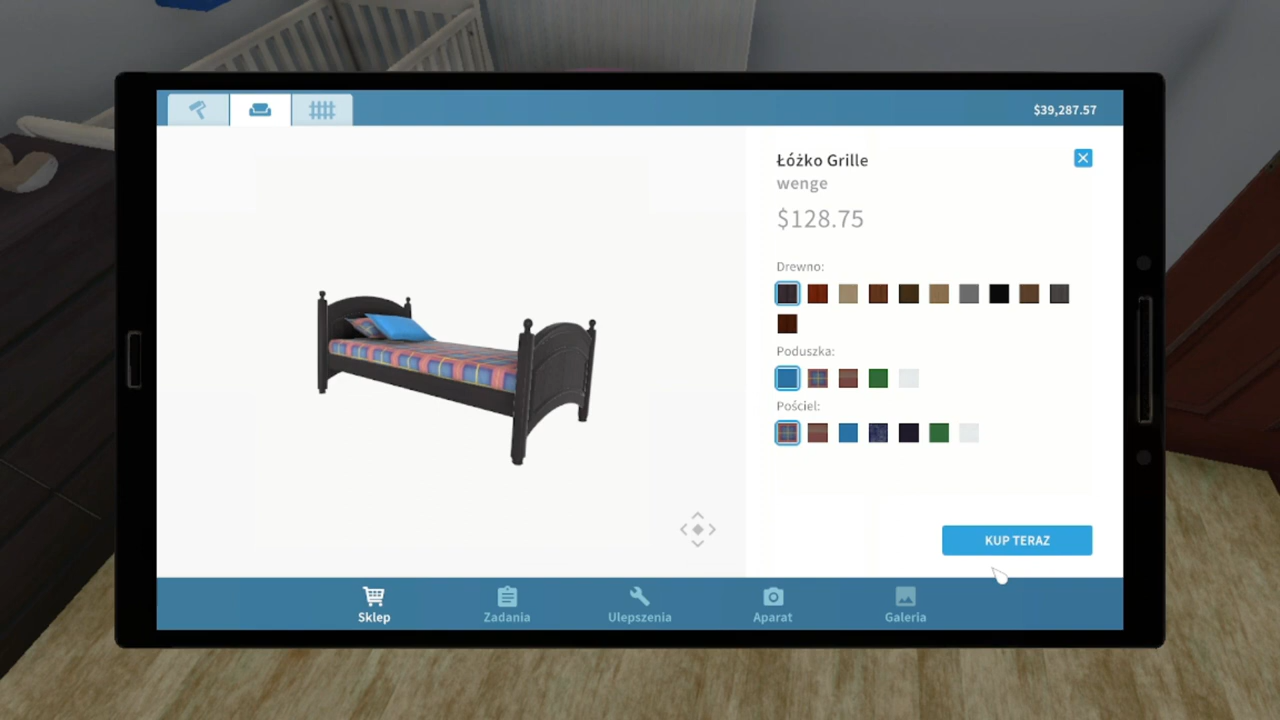 $39,287.57
Łóżko Grille
wenge
$128.75
Drewno:
Poduszka:
Pościel:
KUP TERAZ
Sklep
Zadania
Ulepszenia
Aparat
Galeria